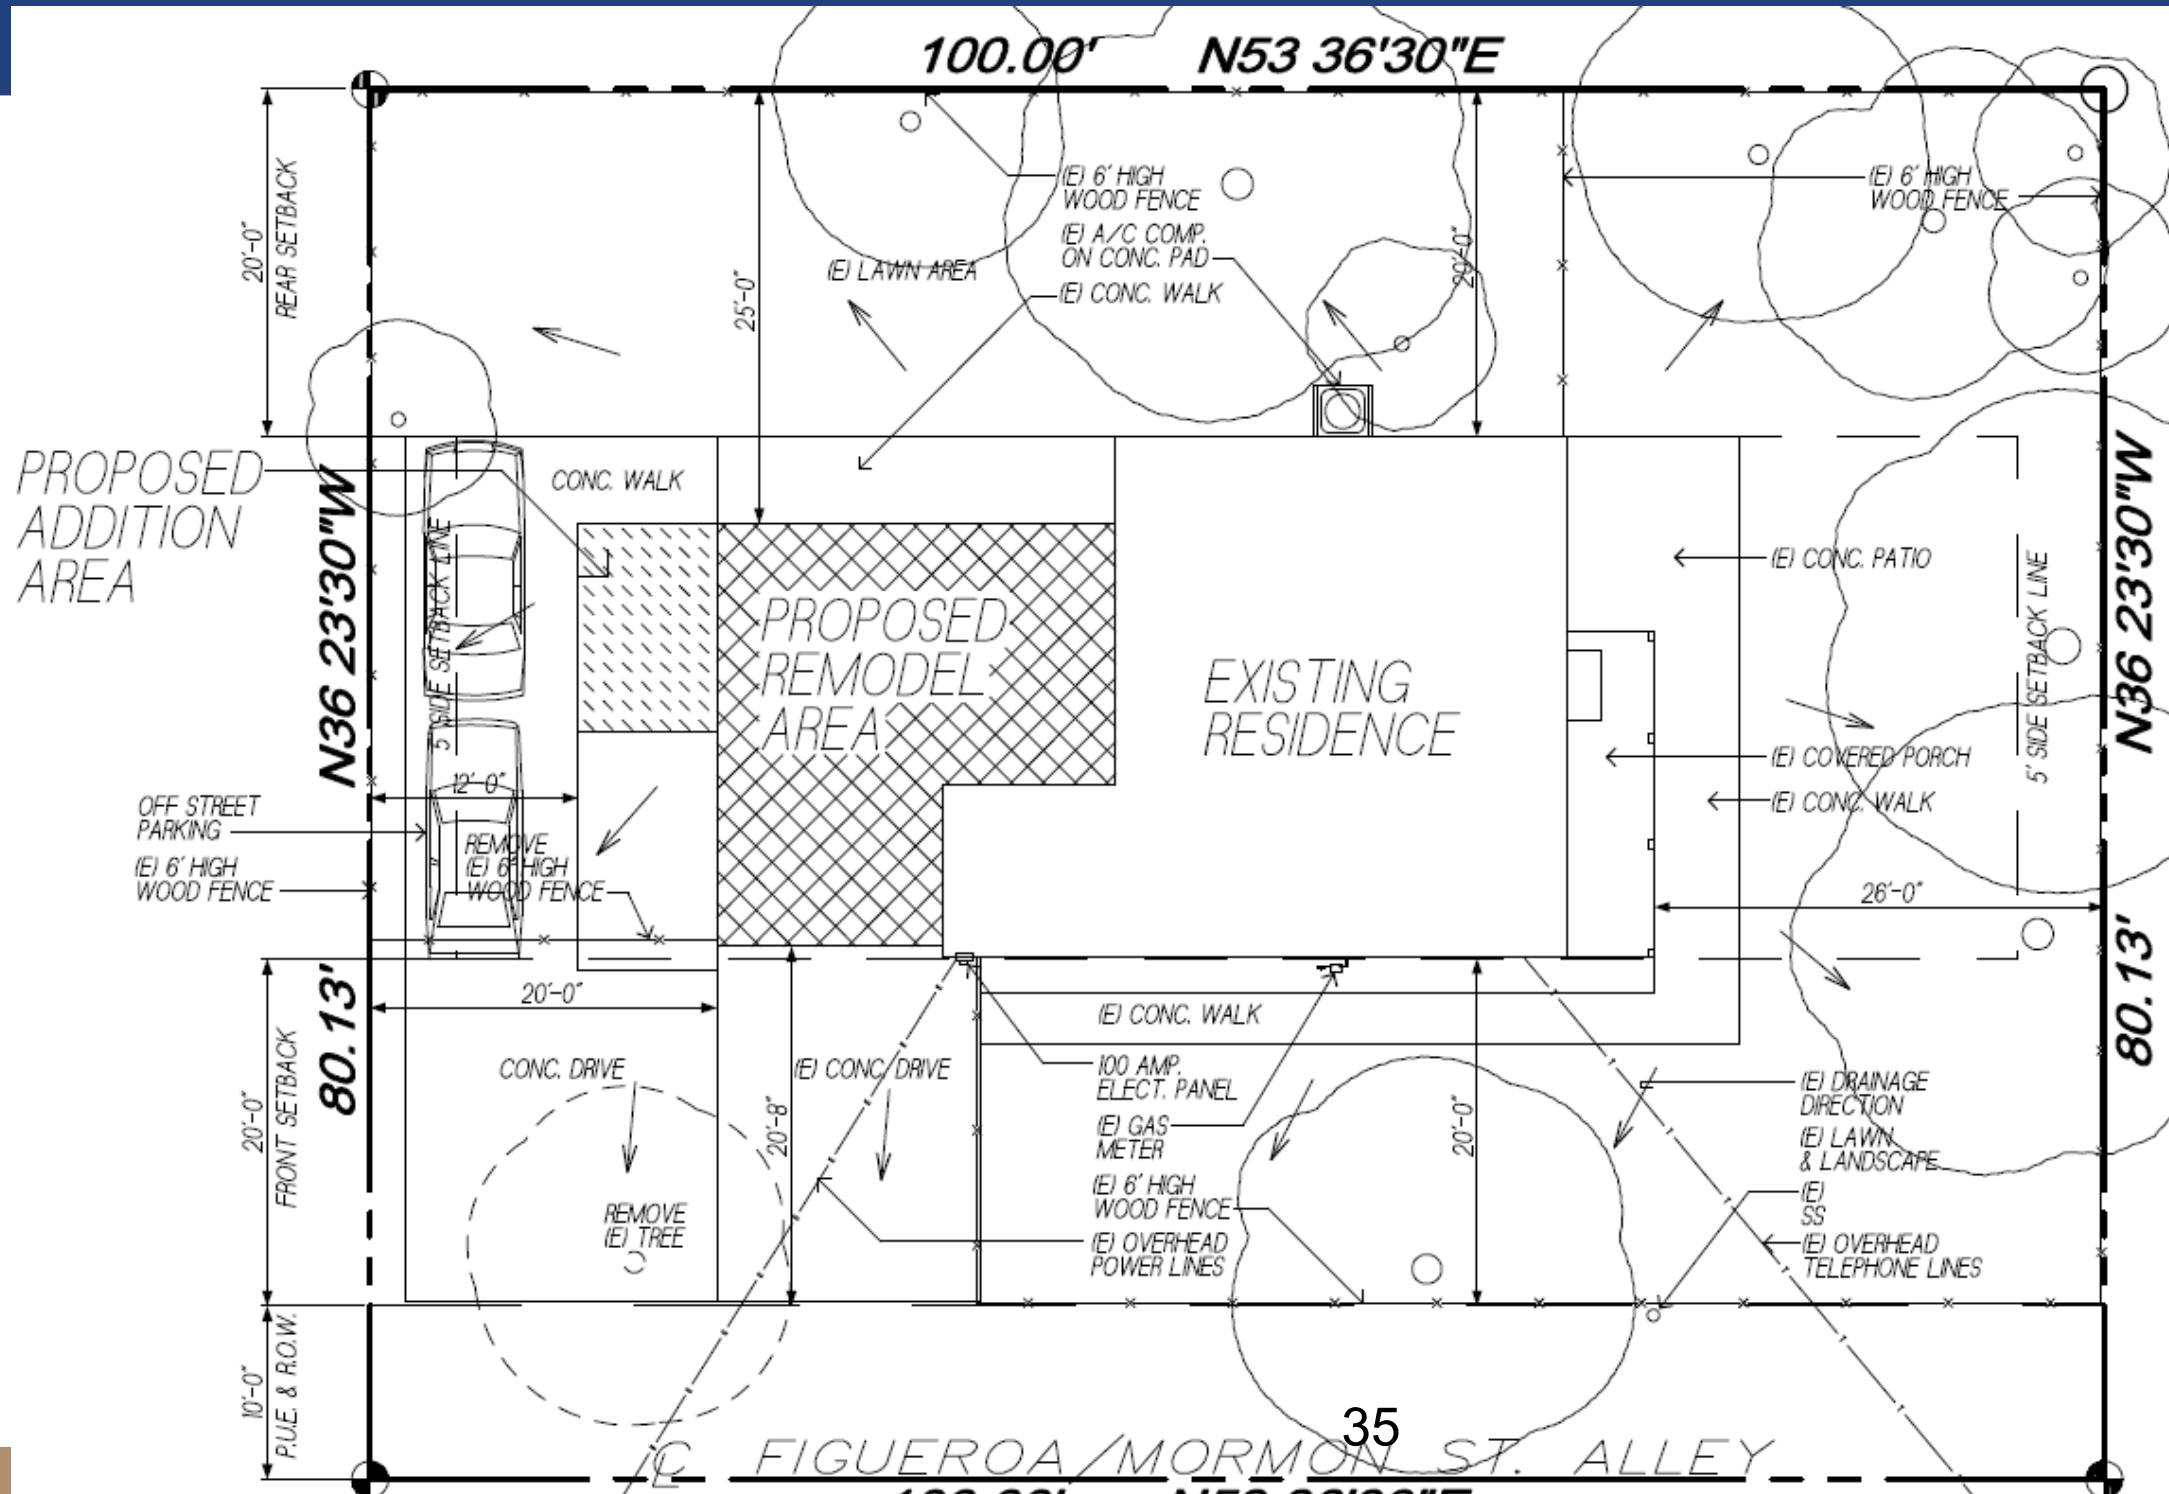 100.00' N53 36'30"E
20'-0"
REAR SETBACK
25'-0"
(E) 6' HIGH
WOOD FENCE
(E) A/C COMP.
ON CONC. PAD
(E) CONC. WALK
(E) LAWN AREA
20'-0"
(E) 6' HIGH
WOOD FENCE
PROPOSED
ADDITION
AREA
N36 23'30"W
80.13'
CONC. WALK
5' SIDE SETBACK LINE
PROPOSED
REMODEL
AREA
EXISTING
RESIDENCE
(E) CONC. PATIO
(E) COVERED PORCH
(E) CONC. WALK
5' SIDE SETBACK LINE
N36 23'30"W
80.13'
12'-0"
OFF STREET
PARKING
(E) 6' HIGH
WOOD FENCE
REMOVE
(E) 6' HIGH
WOOD FENCE
26'-0"
20'-0"
20'-0"
FRONT SETBACK
CONC. DRIVE
(E) CONC. DRIVE
20'-8"
REMOVE
(E) TREE
(E) CONC. WALK
100 AMP.
ELECT. PANEL
(E) GAS
METER
(E) 6' HIGH
WOOD FENCE
(E) OVERHEAD
POWER LINES
20'-0"
(E) DRAINAGE
DIRECTION
(E) LAWN
& LANDSCAPE
(E)
SS
(E) OVERHEAD
TELEPHONE LINES
10'-0"
P.U.E. & R.O.W.
35
CL FIGUEROA/MORMON ST. ALLEY